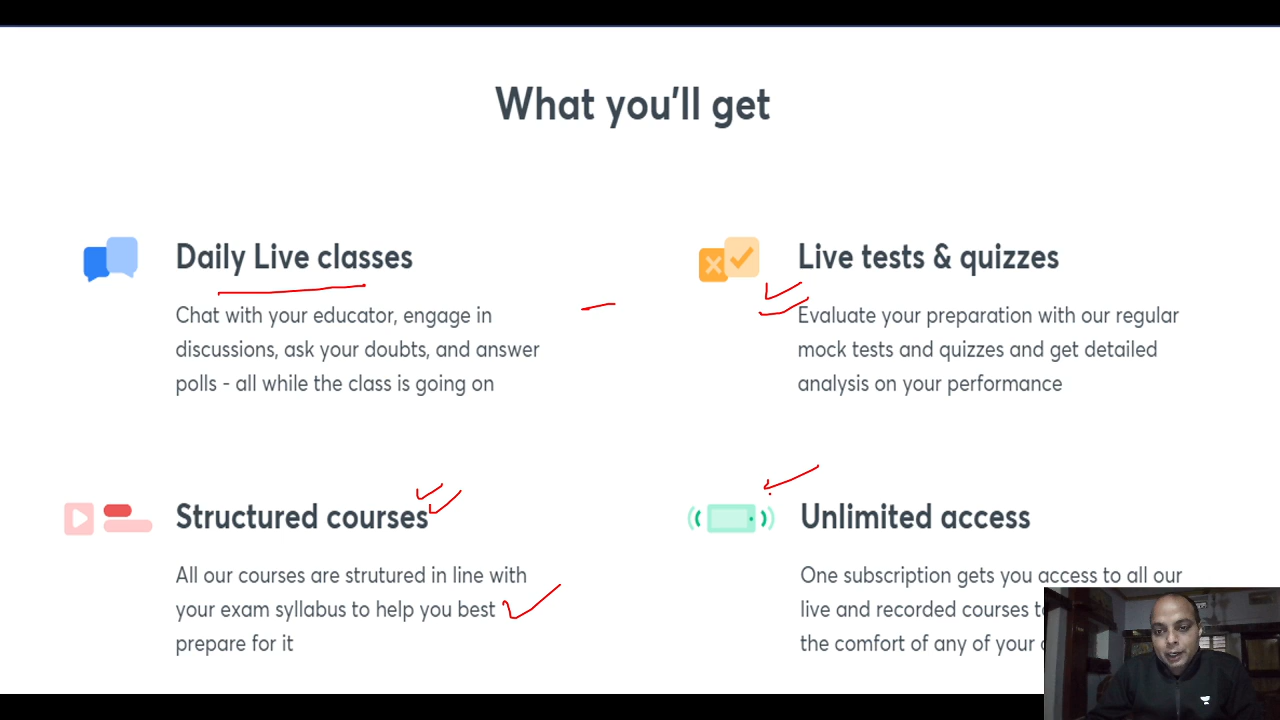 What you'll get
Daily Live classes
Chat with your educator, engage in
discussions, ask your doubts, and answer
polls - all while the class is going on
Live tests & quizzes
Evaluate your preparation with our regular
mock tests and quizzes and get detailed
analysis on your performance
Structured courses
All our courses are strutured in line with
your exam syllabus to help you best
prepare for it
Unlimited access
One subscription gets you access to all our
live and recorded courses
the comfort of any of your